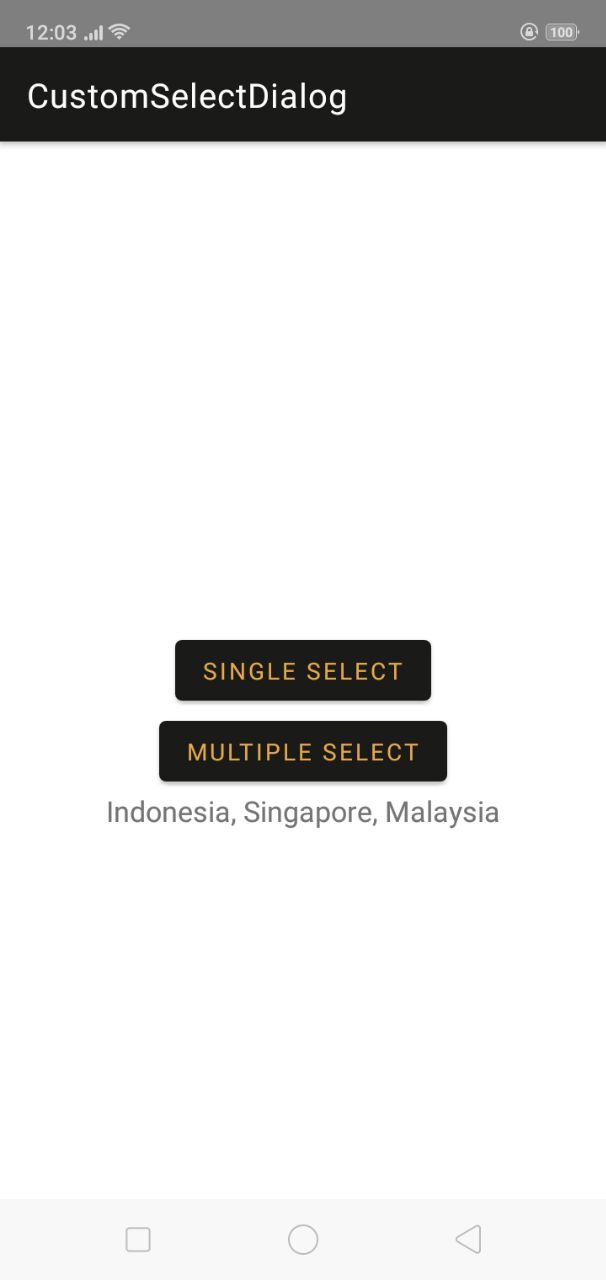 12:03
100
CustomSelectDialog
SINGLE SELECT
MULTIPLE SELECT
Indonesia, Singapore, Malaysia